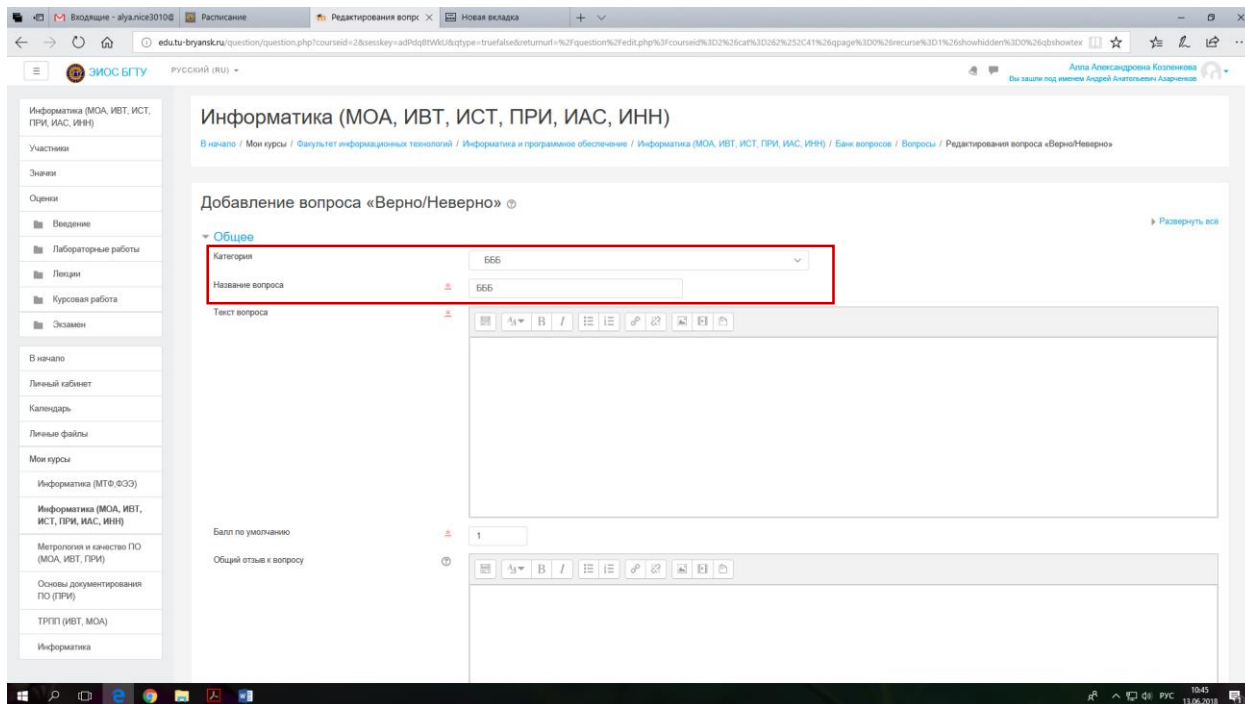 Входящие - alya.nice3010@
Расписание
Редактирования вопрс
Новая вкладка
edu.tu-bryansk.ru/question/question.php?courseid=2&sesskey=adPdq8tWkU&qtype=truefalse&returnurl=%2Fquestion%2Fedit.php%3Fcourseid%3D2%26cat%3D262%252C41%26qpage%3D0%26recurse%3D1%26showhidden%3D0%26qbshowtex
ЭИОС БГТУ
РУССКИЙ (RU)
Алла Александровна Козленкова
Вы зашли под именем Андрей Анатольевич Азарченков
Информатика (МОА, ИВТ, ИСТ,
ПРИ, ИАС, ИНН)
Участники
Значки
Оценки
Введение
Лабораторные работы
Лекции
Курсовая работа
Экзамен
В начало
Личный кабинет
Календарь
Личные файлы
Мои курсы
Информатика (МТФ,ФЭЭ)
Информатика (МОА, ИВТ,
ИСТ, ПРИ, ИАС, ИНН)
Метрология и качество ПО
(МОА, ИВТ, ПРИ)
Основы документирования
ПО (ПРИ)
ТРПП (ИВТ, МОА)
Информатика
Информатика (МОА, ИВТ, ИСТ, ПРИ, ИАС, ИНН)
В начало / Мои курсы / Факультет информационных технологий / Информатика и программное обеспечение / Информатика (МОА, ИВТ, ИСТ, ПРИ, ИАС, ИНН) / Банк вопросов / Вопросы / Редактирования вопроса «Верно/Неверно»
Добавление вопроса «Верно/Неверно»
Развернуть всё
Общее
Категория
БББ
Название вопроса
БББ
Текст вопроса
Балл по умолчанию
1
Общий отзыв к вопросу
РУС
10:45
13.06.2018